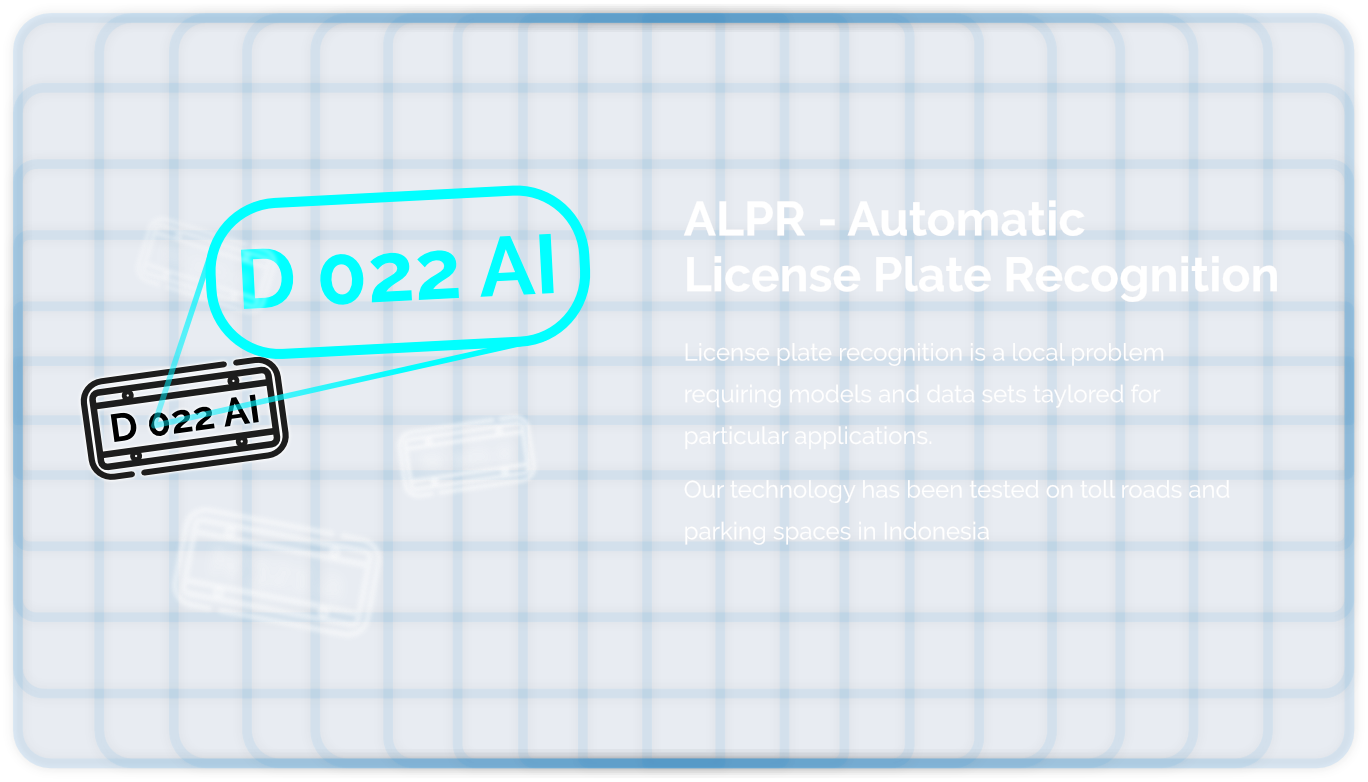 D 022 AI
D 022 AI
ALPR - Automatic
License Plate Recognition
License plate recognition is a local problem
requiring models and data sets taylored for
particular applications.
Our technology has been tested on toll roads and
parking spaces in Indonesia